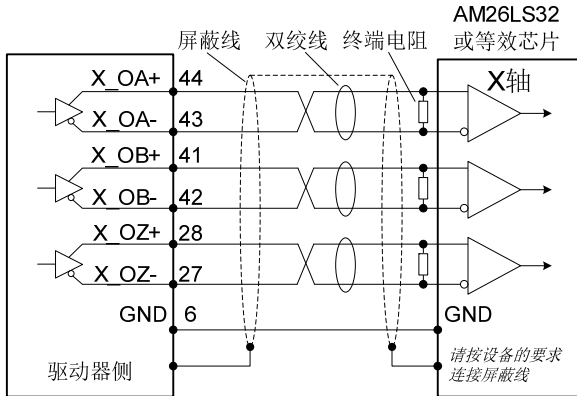 AM26LS32
或等效芯片
屏蔽线 双绞线 终端电阻
X轴
X_OA+ 44
X_OA- 43
X_OB+ 41
X_OB- 42
X_OZ+ 28
X_OZ- 27
GND 6 GND
驱动器侧
请按设备的要求
连接屏蔽线